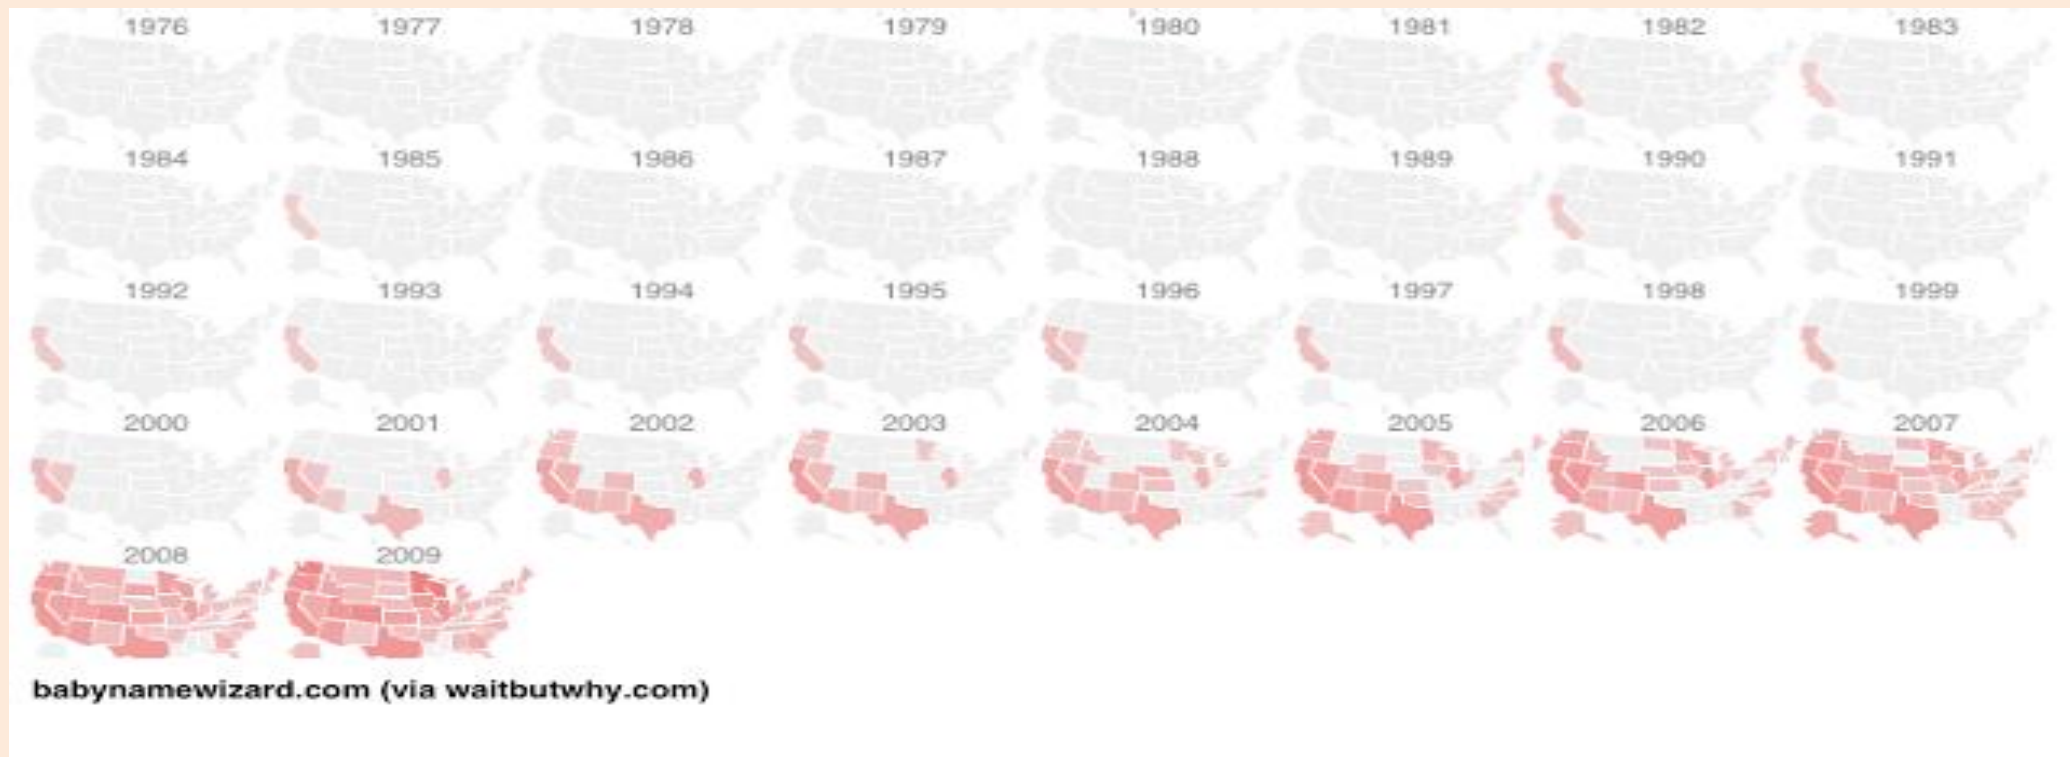 1976 1977 1978 1979 1980 1981 1982 1983
1984 1985 1986 1987 1988 1989 1990 1991
1992 1993 1994 1995 1996 1997 1998 1999
2000 2001 2002 2003 2004 2005 2006 2007
2008 2009
babynamewizard.com (via waitbutwhy.com)